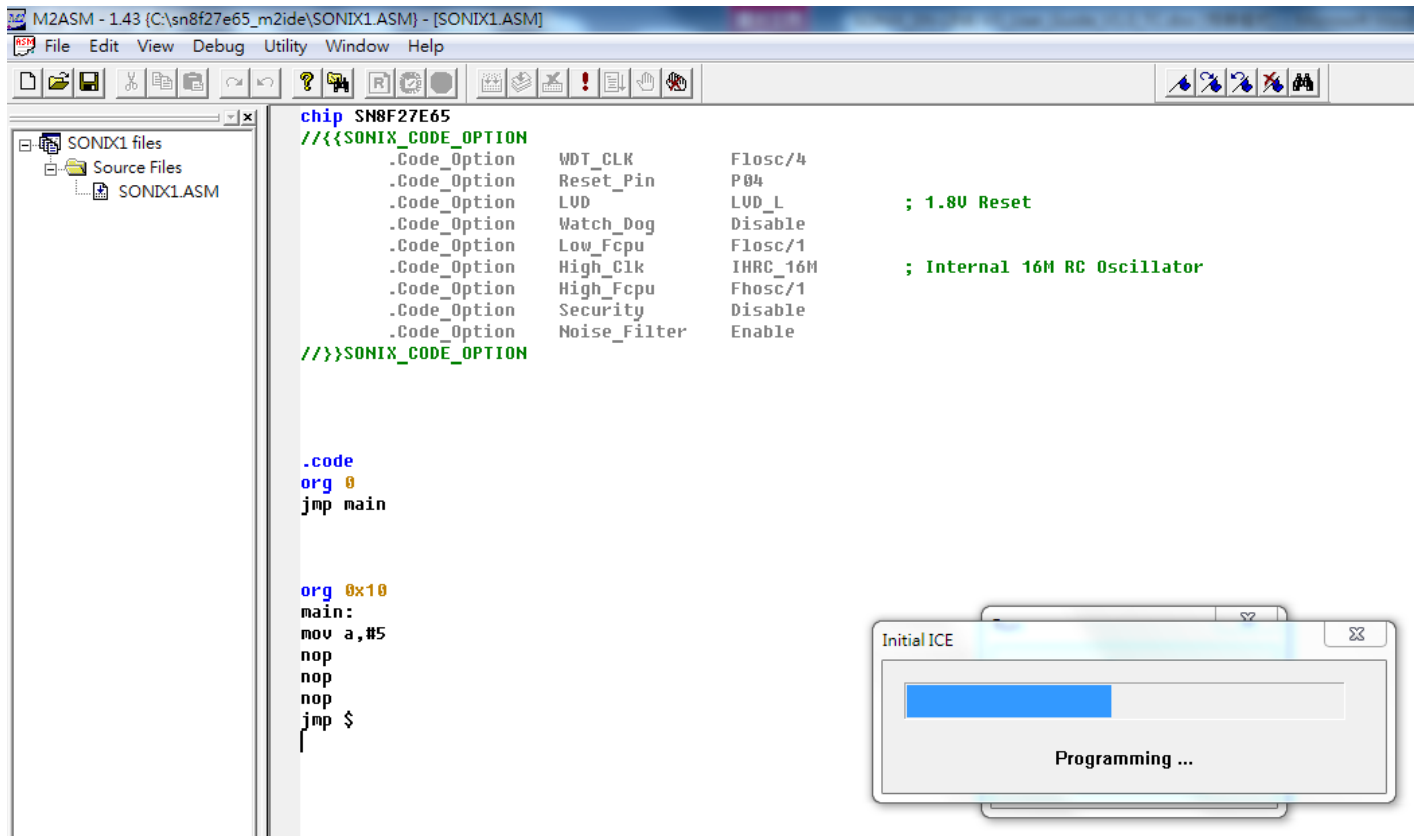 M2ASM - 1.43 {C:\sn8f27e65_m2ide\SONIX1.ASM} - [SONIX1.ASM]
File Edit View Debug Utility Window Help
SONIX1 files
Source Files
SONIX1.ASM
chip SN8F27E65
//{{SONIX_CODE_OPTION
.Code_Option WDT_CLK Flosc/4
.Code_Option Reset_Pin P04
.Code_Option LVD LVD_L ; 1.8V Reset
.Code_Option Watch_Dog Disable
.Code_Option Low_Fcpu Flosc/1
.Code_Option High_Clk IHRC_16M ; Internal 16M RC Oscillator
.Code_Option High_Fcpu Fhosc/1
.Code_Option Security Disable
.Code_Option Noise_Filter Enable
//}}SONIX_CODE_OPTION
.code
org 0
jmp main
org 0x10
main:
mov a,#5
nop
nop
nop
jmp $
Initial ICE
Programming ...